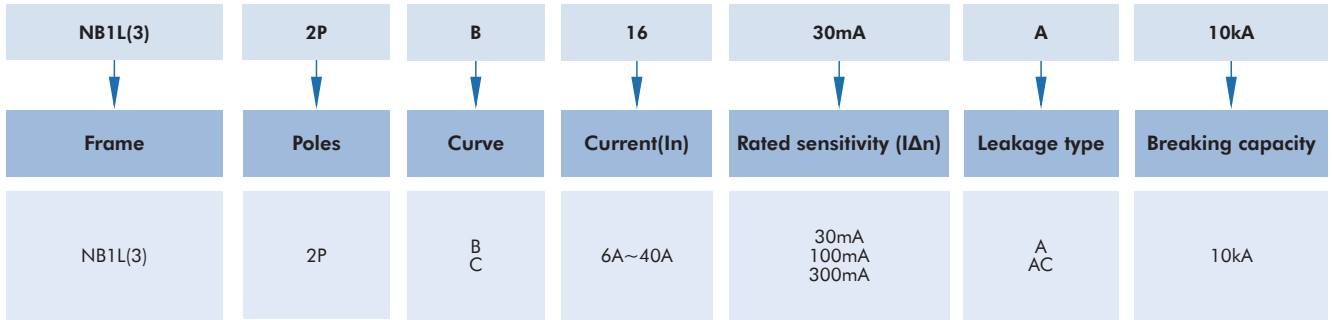 NB1L(3) 2P B 16 30mA A 10kA
Frame Poles Curve Current(In) Rated sensitivity (IΔn) Leakage type Breaking capacity
NB1L(3) 2P B C 6A~40A 30mA 100mA 300mA A AC 10kA